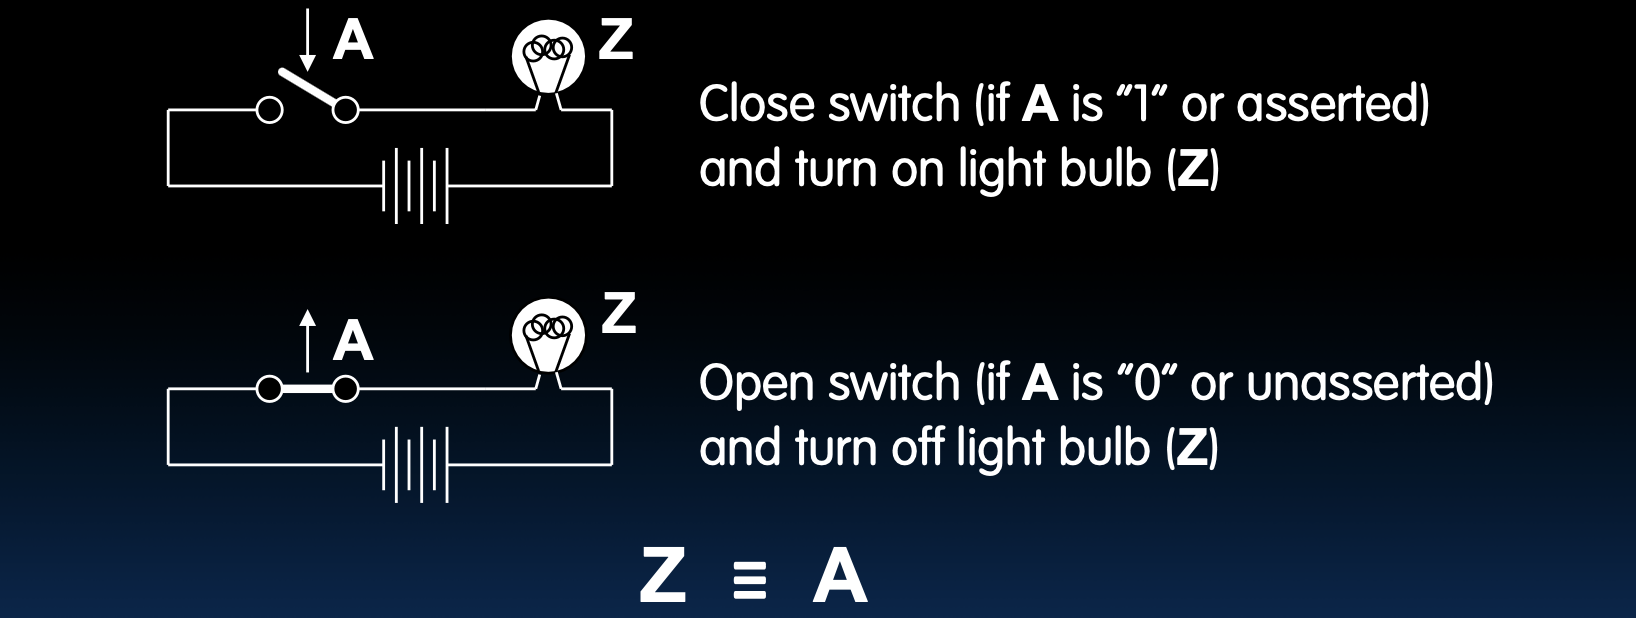 A
Z
Close switch (if A is “1” or asserted)
and turn on light bulb (Z)
A
Z
Open switch (if A is “0” or unasserted)
and turn off light bulb (Z)
Z ≡ A